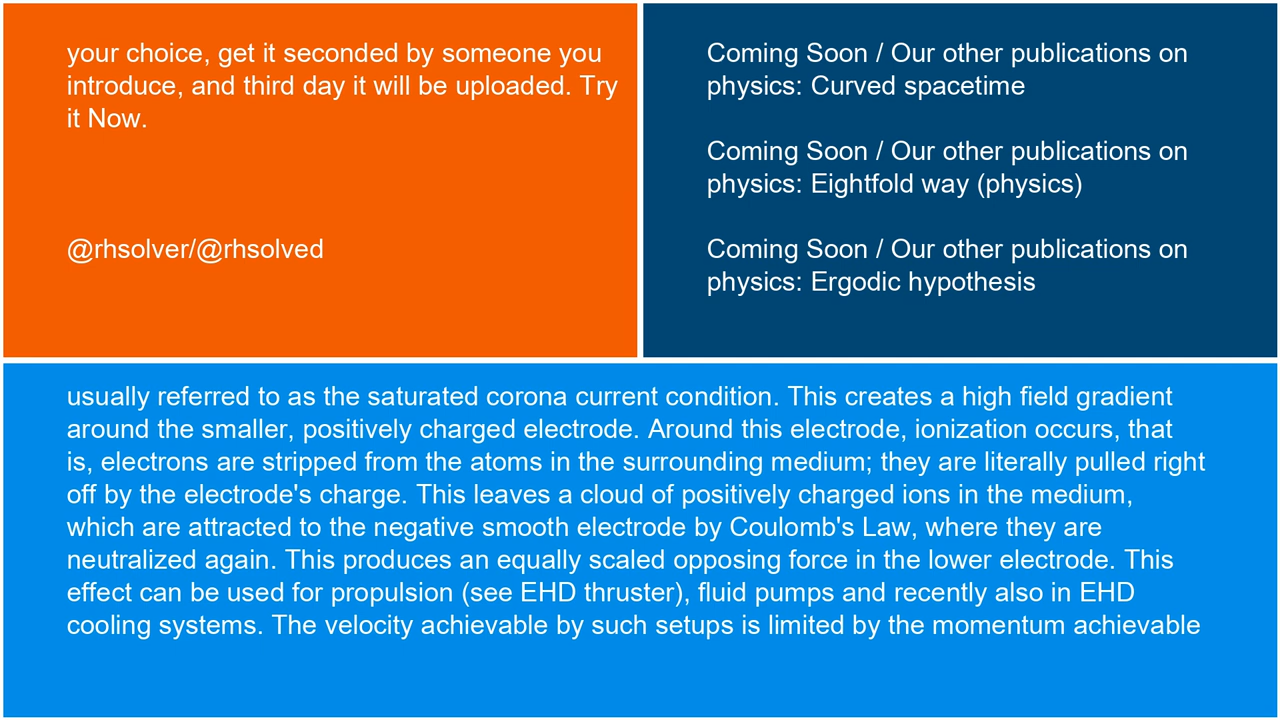 your choice, get it seconded by someone you
introduce, and third day it will be uploaded. Try
it Now.
@rhsolver/@rhsolved
Coming Soon / Our other publications on
physics: Curved spacetime
Coming Soon / Our other publications on
physics: Eightfold way (physics)
Coming Soon / Our other publications on
physics: Ergodic hypothesis
usually referred to as the saturated corona current condition. This creates a high field gradient
around the smaller, positively charged electrode. Around this electrode, ionization occurs, that
is, electrons are stripped from the atoms in the surrounding medium; they are literally pulled right
off by the electrode's charge. This leaves a cloud of positively charged ions in the medium,
which are attracted to the negative smooth electrode by Coulomb's Law, where they are
neutralized again. This produces an equally scaled opposing force in the lower electrode. This
effect can be used for propulsion (see EHD thruster), fluid pumps and recently also in EHD
cooling systems. The velocity achievable by such setups is limited by the momentum achievable